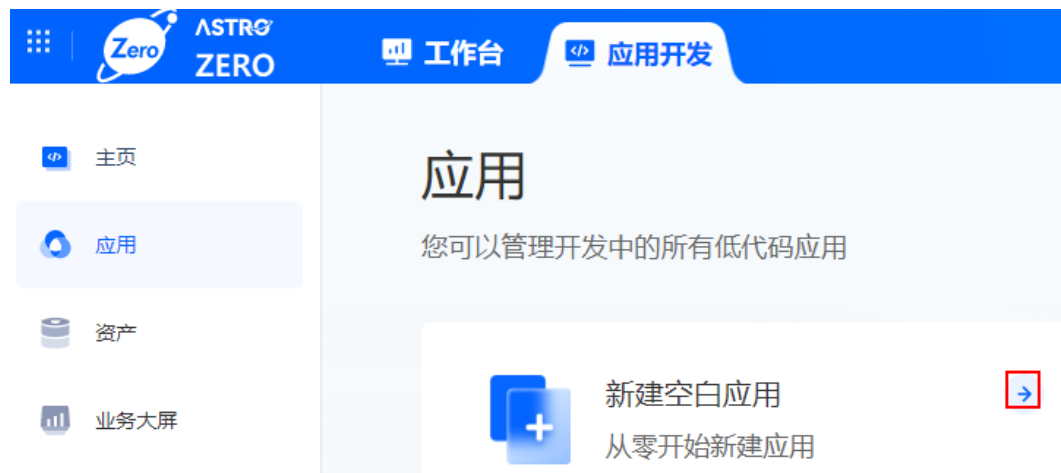 Zero
ASTRO
ZERO
工作台
应用开发
主页
应用
资产
业务大屏
应用
您可以管理开发中的所有低代码应用
新建空白应用
从零开始新建应用